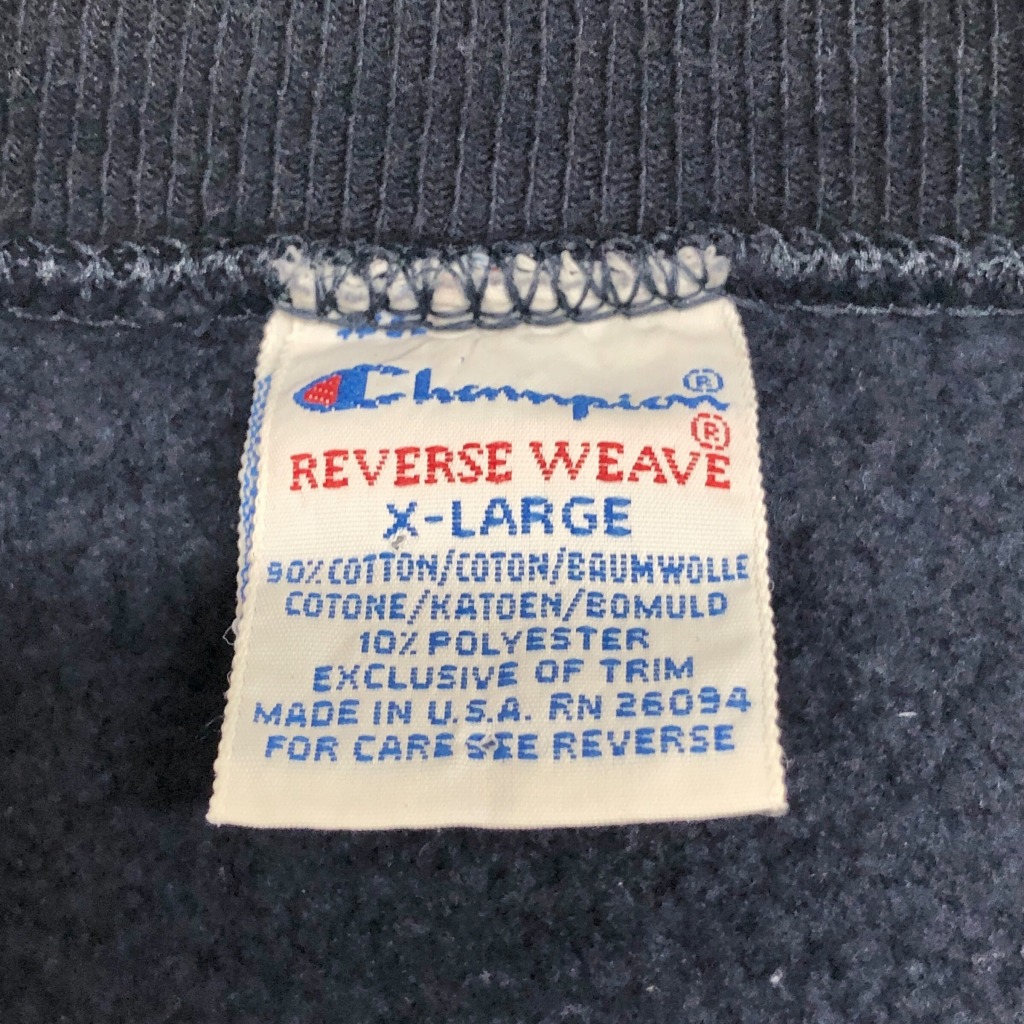 Champion®
REVERSE WEAVE®
X-LARGE
90% COTTON/COTON/BAUMWOLLE
COTONE/KATOEN/BOMULD
10% POLYESTER
EXCLUSIVE OF TRIM
MADE IN U.S.A. RN 26094
FOR CARE SEE REVERSE